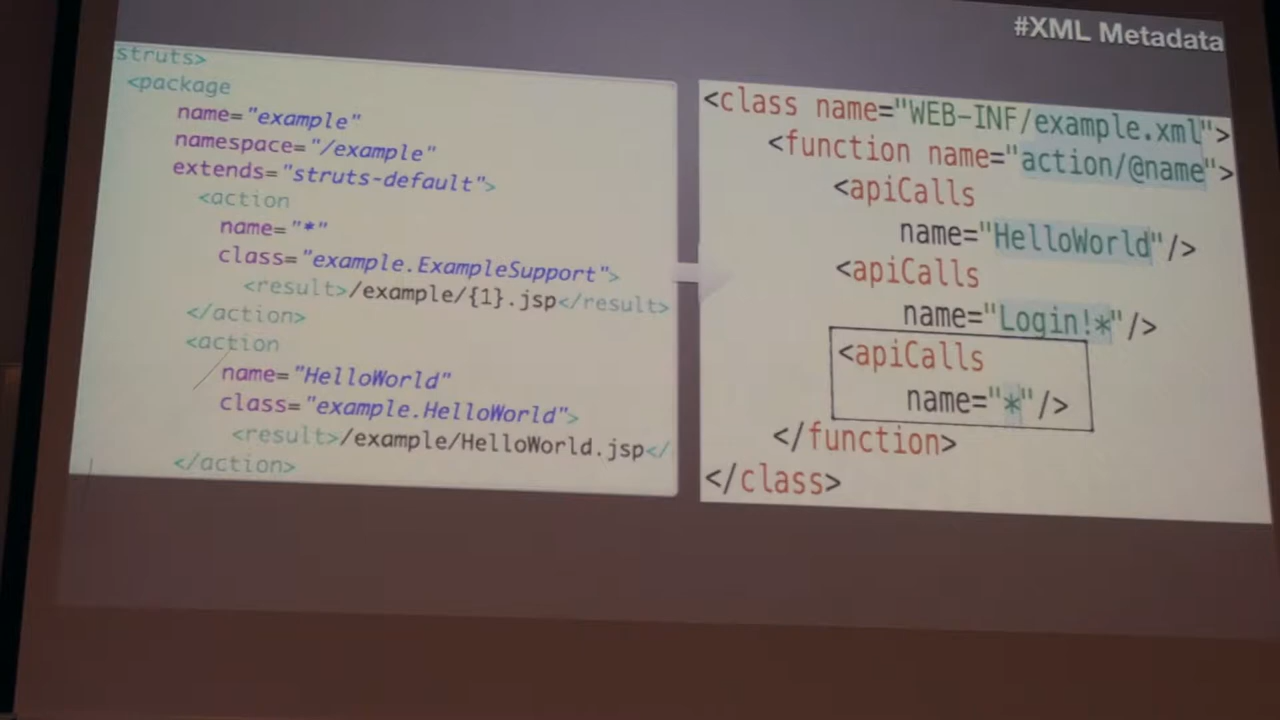 #XML Metadata
struts>
<package
name="example"
namespace="/example"
extends="struts-default">
<action
name="*"
class="example.ExampleSupport">
<result>/example/{1}.jsp</result>
</action>
<action
name="HelloWorld"
class="example.HelloWorld">
<result>/example/HelloWorld.jsp</
</action>
<class name="WEB-INF/example.xml">
<function name="action/@name">
<apiCalls
name="HelloWorld"/>
<apiCalls
name="Login!*"/>
<apiCalls
name="*"/>
</function>
</class>